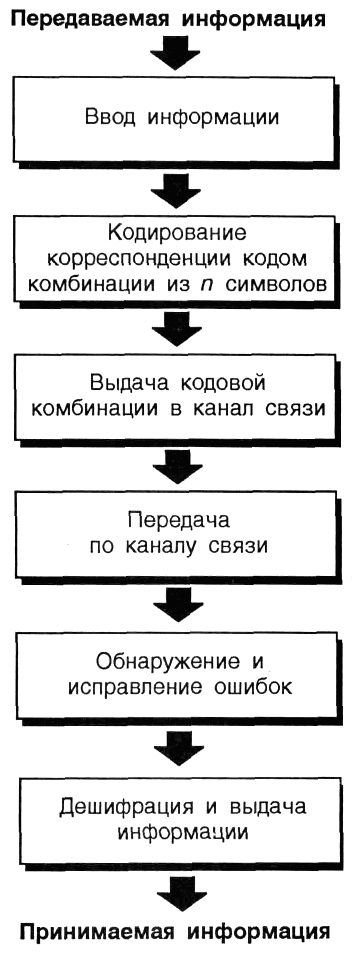 Передаваемая информация
Ввод информации
Кодирование
корреспонденции кодом
комбинации из n символов
Выдача кодовой
комбинации в канал связи
Передача
по каналу связи
Обнаружение и
исправление ошибок
Дешифрация и выдача
информации
Принимаемая информация